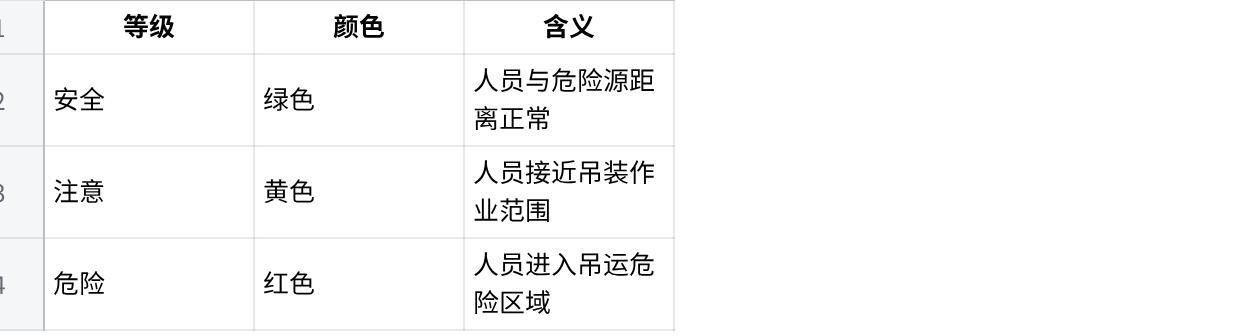 1 等级 颜色 含义
2 安全 绿色 人员与危险源距
离正常
3 注意 黄色 人员接近吊装作
业范围
4 危险 红色 人员进入吊运危
险区域